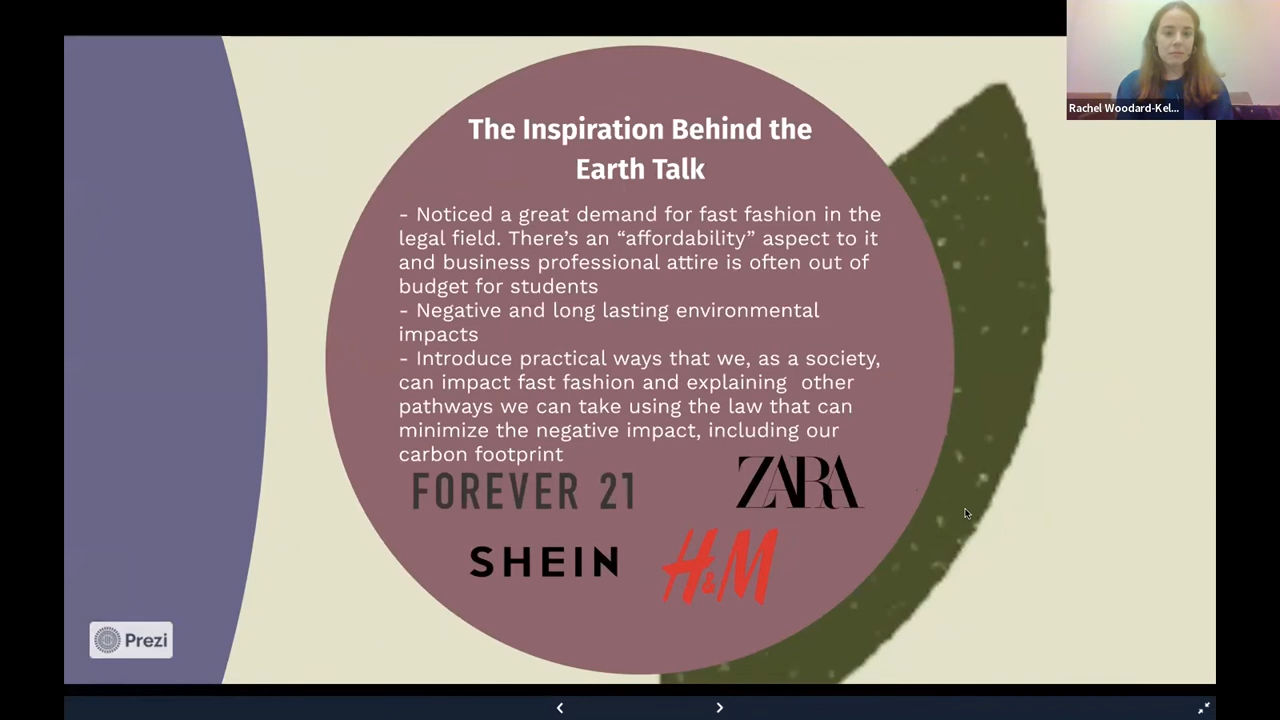 Rachel Woodard-Kel...
The Inspiration Behind the
Earth Talk
- Noticed a great demand for fast fashion in the
legal field. There's an “affordability” aspect to it
and business professional attire is often out of
budget for students
- Negative and long lasting environmental
impacts
- Introduce practical ways that we, as a society,
can impact fast fashion and explaining other
pathways we can take using the law that can
minimize the negative impact, including our
carbon footprint
FOREVER 21
ZARA
SHEIN
H&M
Prezi